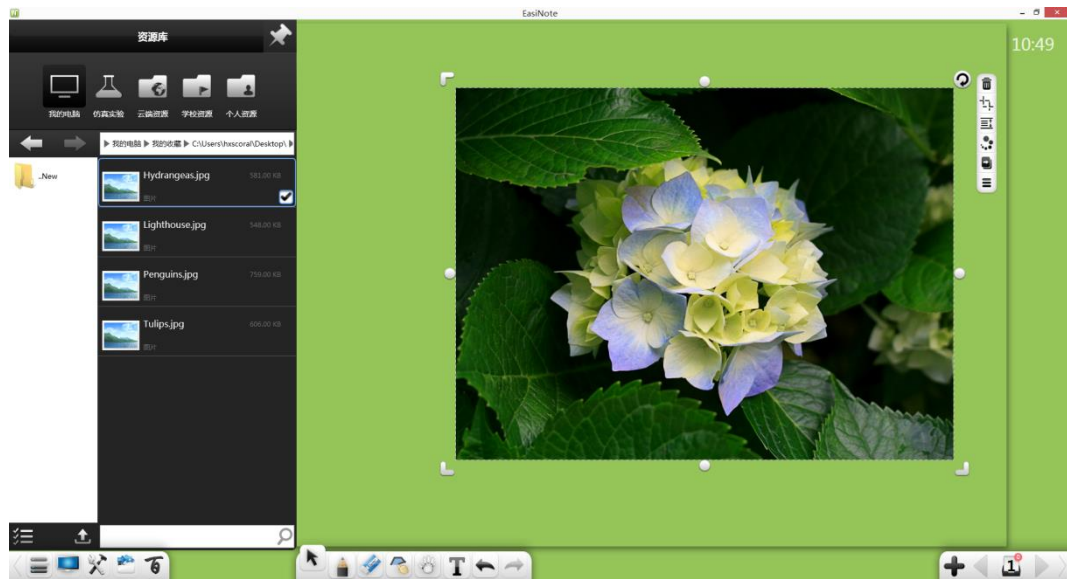 EasiNote
资源库
10:49
我的电脑 仿真实验 云端资源 学校资源 个人资源
▶ 我的电脑 ▶ 我的收藏 ▶ C:\Users\hxscoral\Desktop\ ▶
..New
Hydrangeas.jpg 581.00 KB
图片
Lighthouse.jpg 548.00 KB
图片
Penguins.jpg 759.00 KB
图片
Tulips.jpg 606.00 KB
图片
T
1